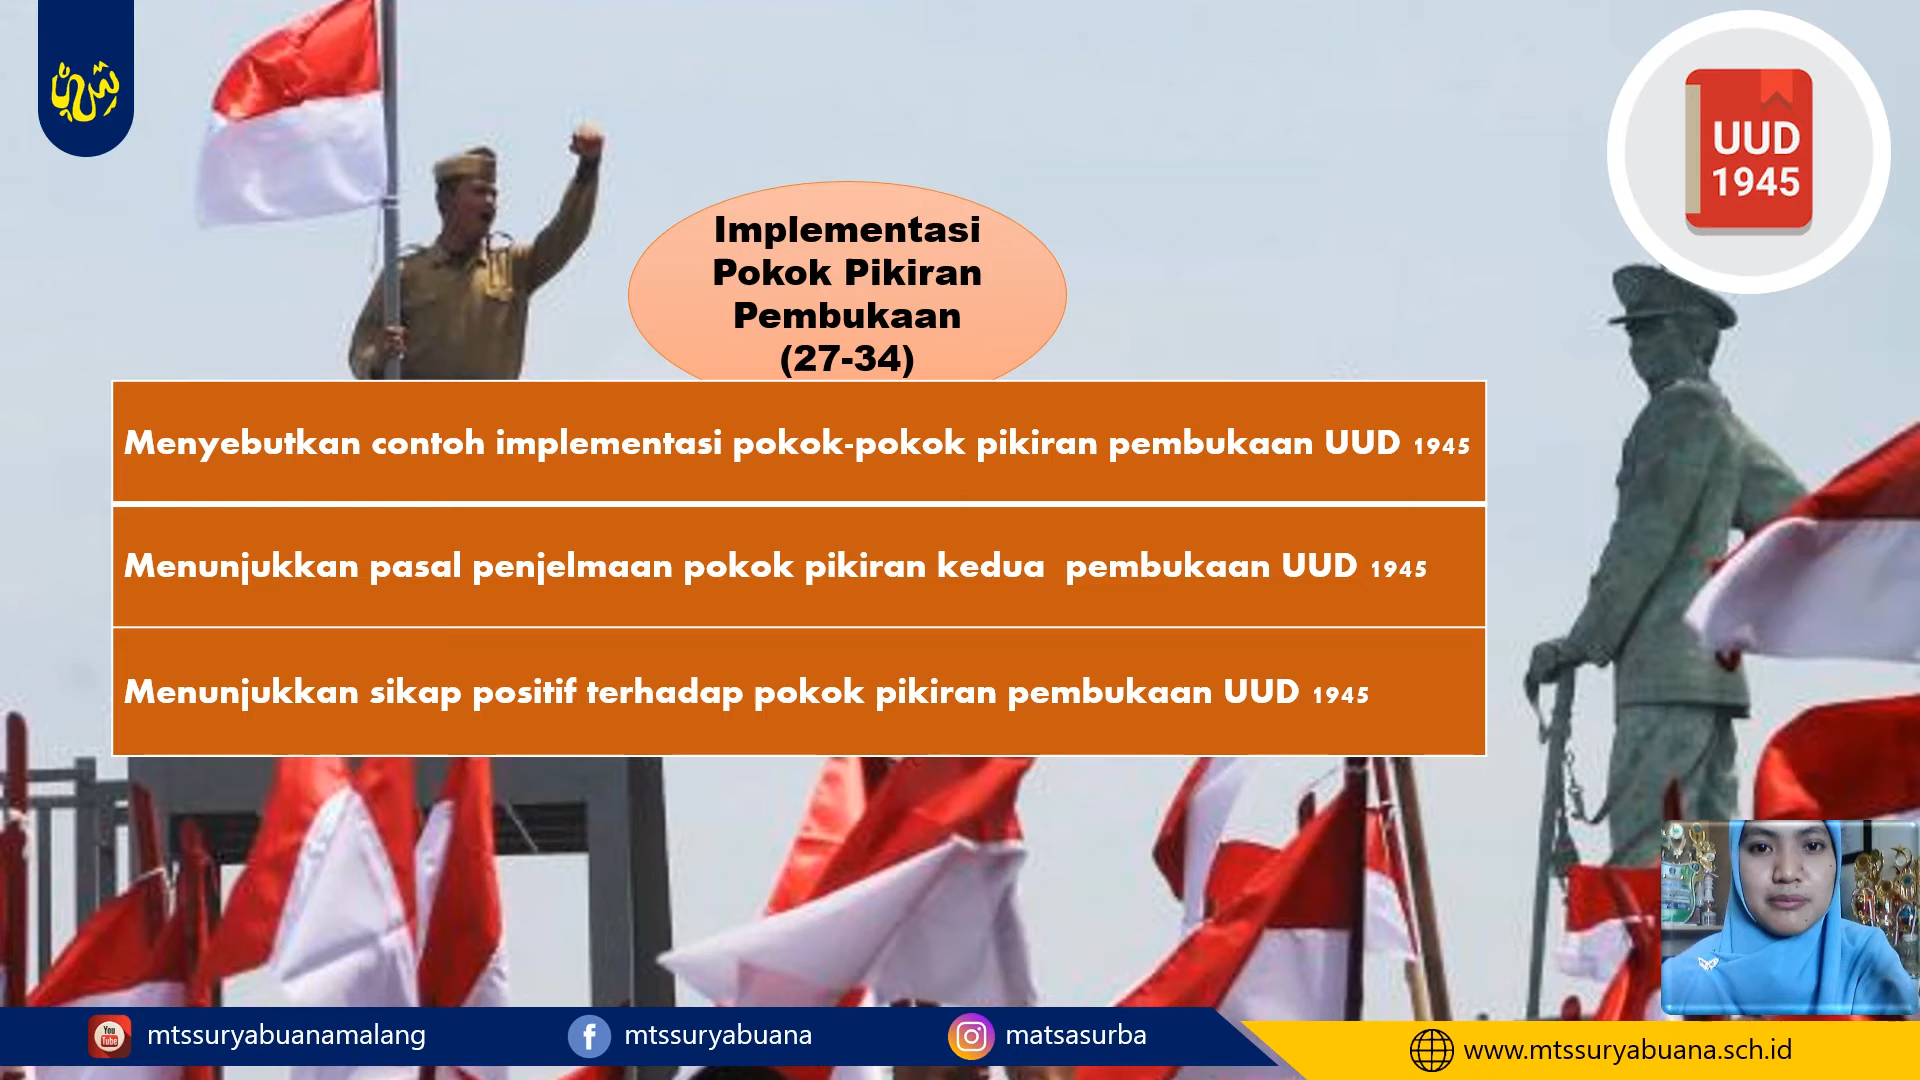 UUD
1945
Implementasi
Pokok Pikiran
Pembukaan
(27-34)
Menyebutkan contoh implementasi pokok-pokok pikiran pembukaan UUD 1945
Menunjukkan pasal penjelmaan pokok pikiran kedua pembukaan UUD 1945
Menunjukkan sikap positif terhadap pokok pikiran pembukaan UUD 1945
You
Tube
mtssuryabuanamalang
mtssuryabuana
matsasurba
www.mtssuryabuana.sch.id